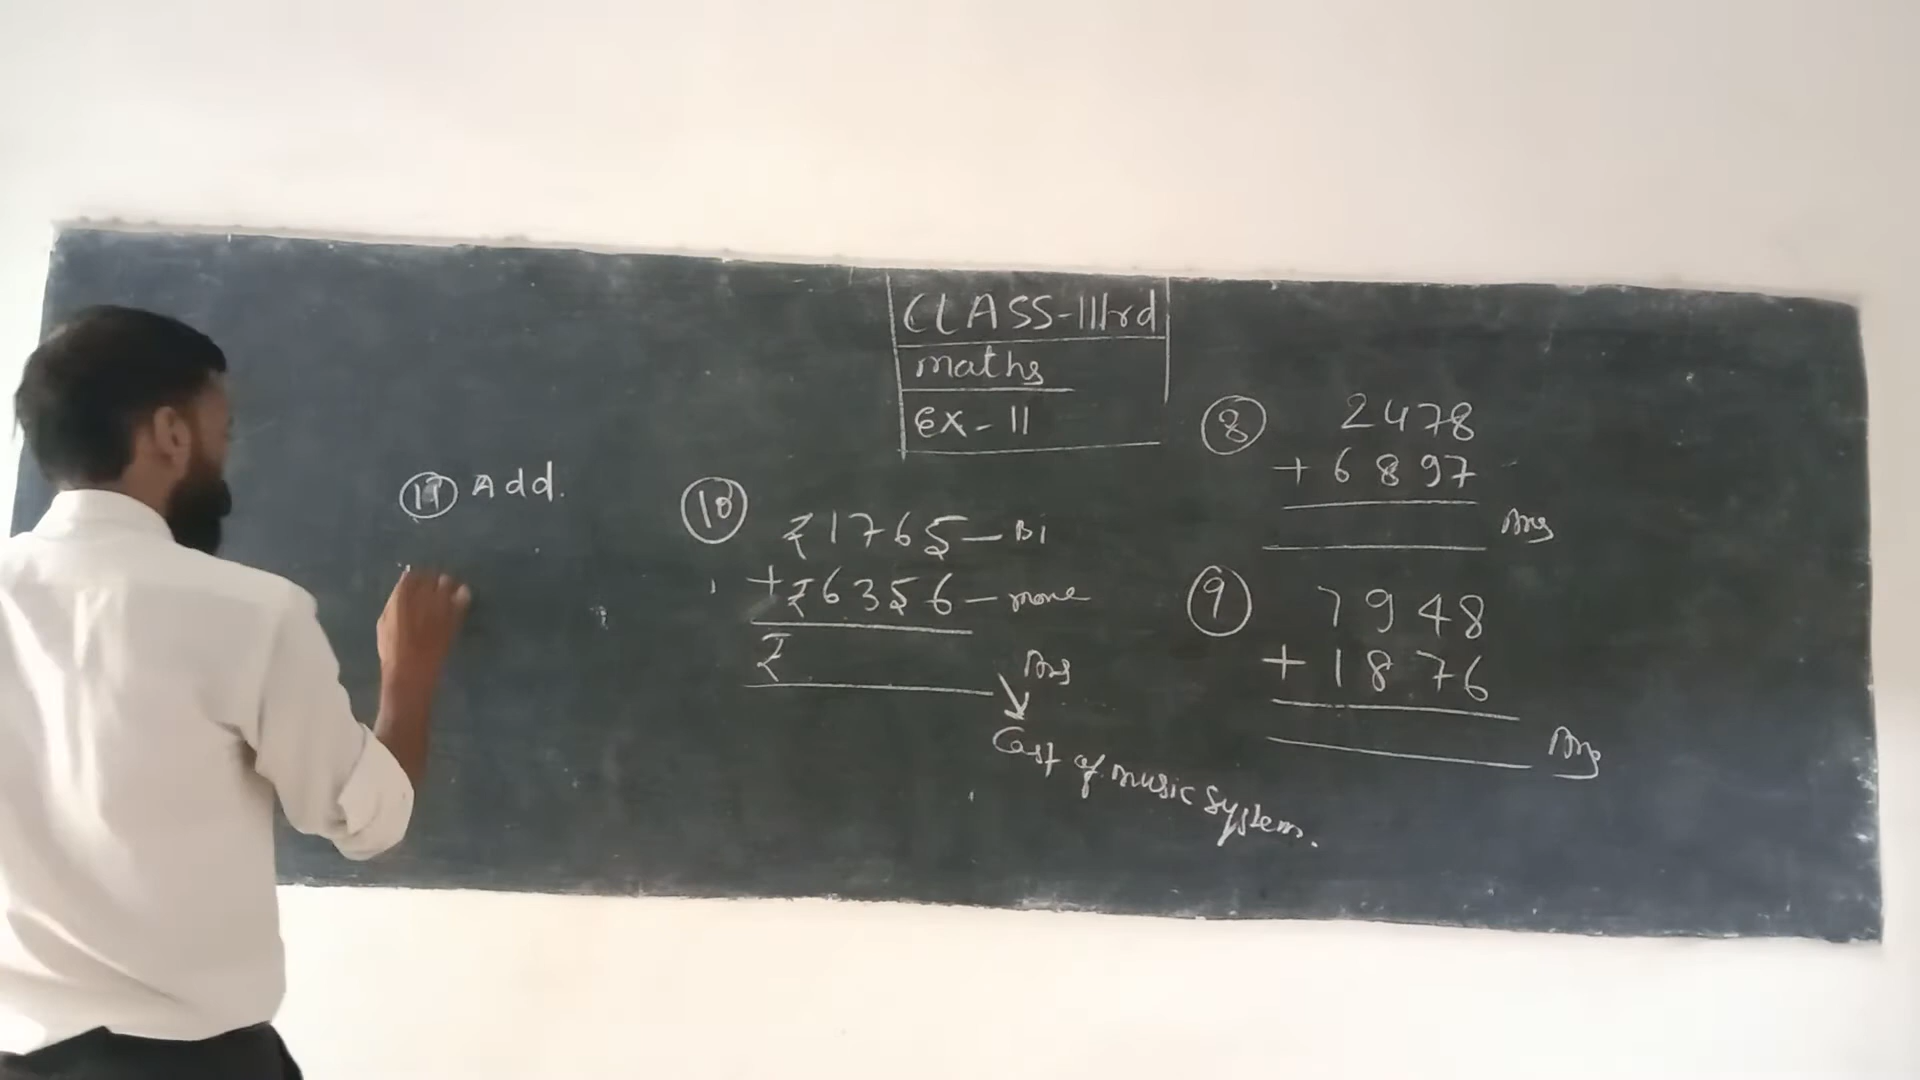 CLASS-IIIrd
maths
Ex-11
8 2478
+6897
Ans
9 7948
+1876
Ans
10 ₹1765—Bi
+₹6356—more
₹
Ans
Cost of music system.
11 Add.